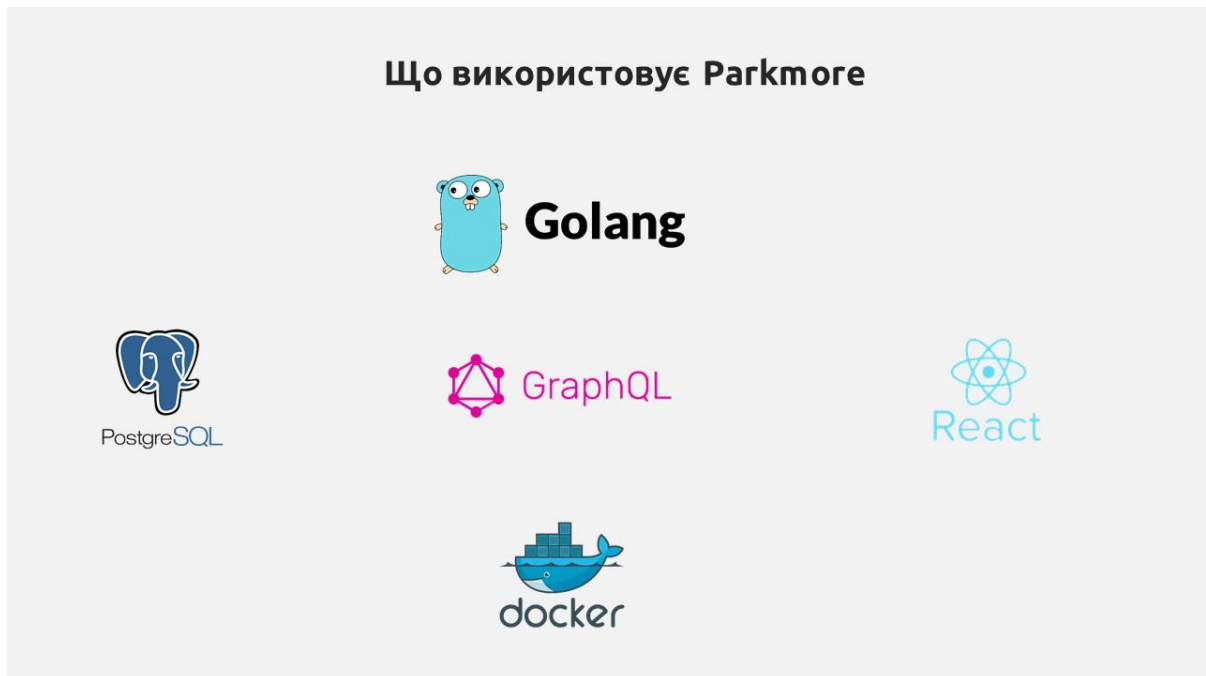 Що використовує Parkmore
Golang
PostgreSQL
GraphQL
React
docker